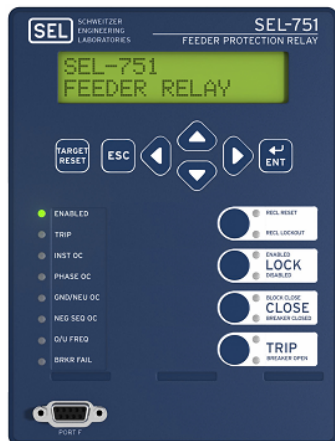 SEL SCHWEITZER ENGINEERING LABORATORIES
SEL-751
FEEDER PROTECTION RELAY
SEL-751
FEEDER RELAY
TARGET RESET
ESC
ENT
ENABLED
TRIP
INST OC
PHASE OC
GND/NEU OC
NEG SEQ OC
O/U FREQ
BRKR FAIL
RECL RESET
RECL LOCKOUT
ENABLED
LOCK
DISABLED
BLOCK CLOSE
CLOSE
BREAKER CLOSED
TRIP
BREAKER OPEN
PORT F